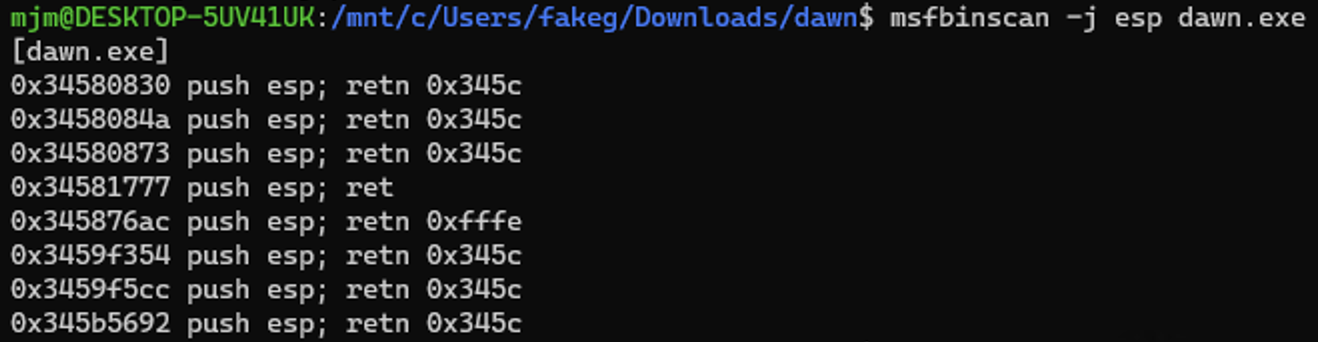 mjm@DESKTOP-5UV41UK:/mnt/c/Users/fakeg/Downloads/dawn$ msfbinscan -j esp dawn.exe
[dawn.exe]
0x34580830 push esp; retn 0x345c
0x3458084a push esp; retn 0x345c
0x34580873 push esp; retn 0x345c
0x34581777 push esp; ret
0x345876ac push esp; retn 0xfffe
0x3459f354 push esp; retn 0x345c
0x3459f5cc push esp; retn 0x345c
0x345b5692 push esp; retn 0x345c